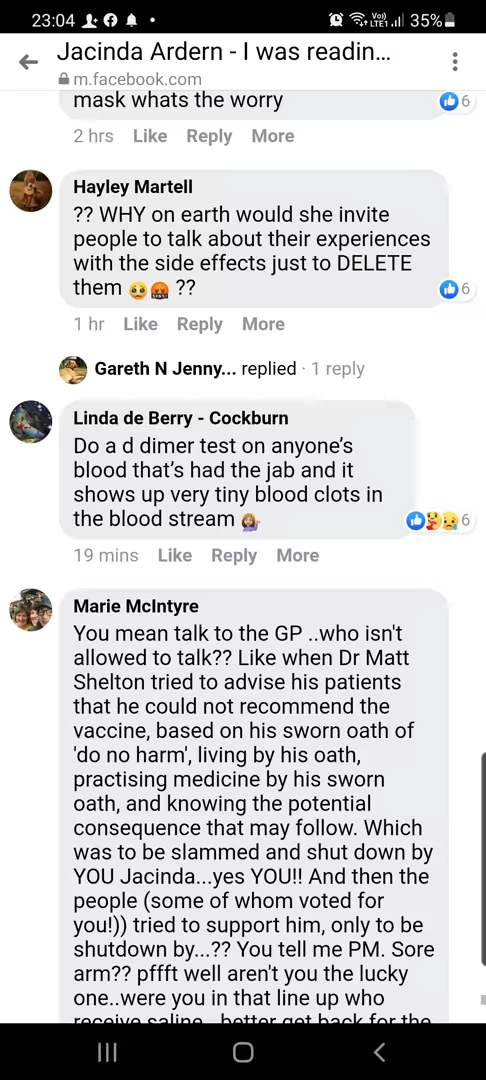 23:04
Vo))
LTE1
35%
Jacinda Ardern - I was readin...
m.facebook.com
mask whats the worry
6
2 hrs Like Reply More
Hayley Martell
?? WHY on earth would she invite
people to talk about their experiences
with the side effects just to DELETE
them 🥺🤬 ??
6
1 hr Like Reply More
Gareth N Jenny... replied · 1 reply
Linda de Berry - Cockburn
Do a d dimer test on anyone's
blood that's had the jab and it
shows up very tiny blood clots in
the blood stream 💁🏼‍♀️
6
19 mins Like Reply More
Marie McIntyre
You mean talk to the GP ..who isn't
allowed to talk?? Like when Dr Matt
Shelton tried to advise his patients
that he could not recommend the
vaccine, based on his sworn oath of
'do no harm', living by his oath,
practising medicine by his sworn
oath, and knowing the potential
consequence that may follow. Which
was to be slammed and shut down by
YOU Jacinda...yes YOU!! And then the
people (some of whom voted for
you!)) tried to support him, only to be
shutdown by...?? You tell me PM. Sore
arm?? pffft well aren't you the lucky
one..were you in that line up who
receive saline...better get back for the